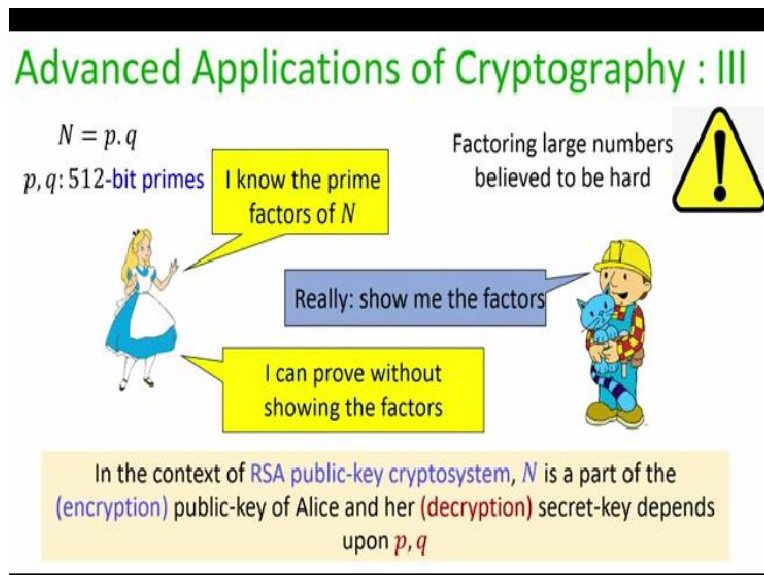 Advanced Applications of Cryptography : III
N = p.q
p, q: 512-bit primes
I know the prime
factors of N
Factoring large numbers
believed to be hard
Really: show me the factors
I can prove without
showing the factors
In the context of RSA public-key cryptosystem, N is a part of the
(encryption) public-key of Alice and her (decryption) secret-key depends
upon p, q